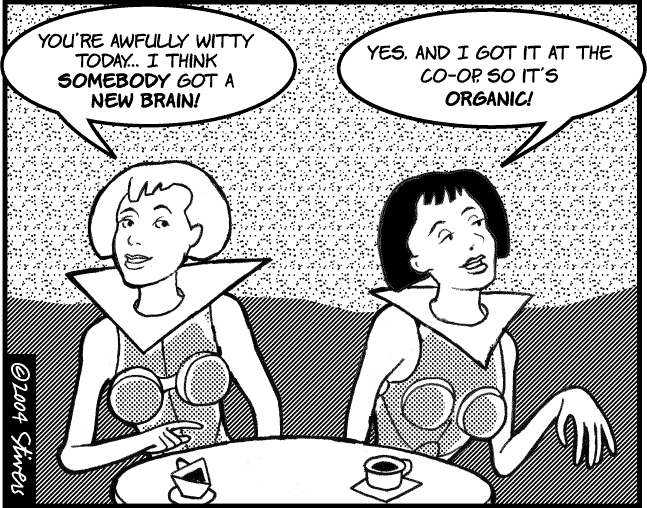 YOU'RE AWFULLY WITTY
TODAY... I THINK
SOMEBODY GOT A
NEW BRAIN!
YES. AND I GOT IT AT THE
CO-OP. SO IT'S
ORGANIC!
©2004 Stivers